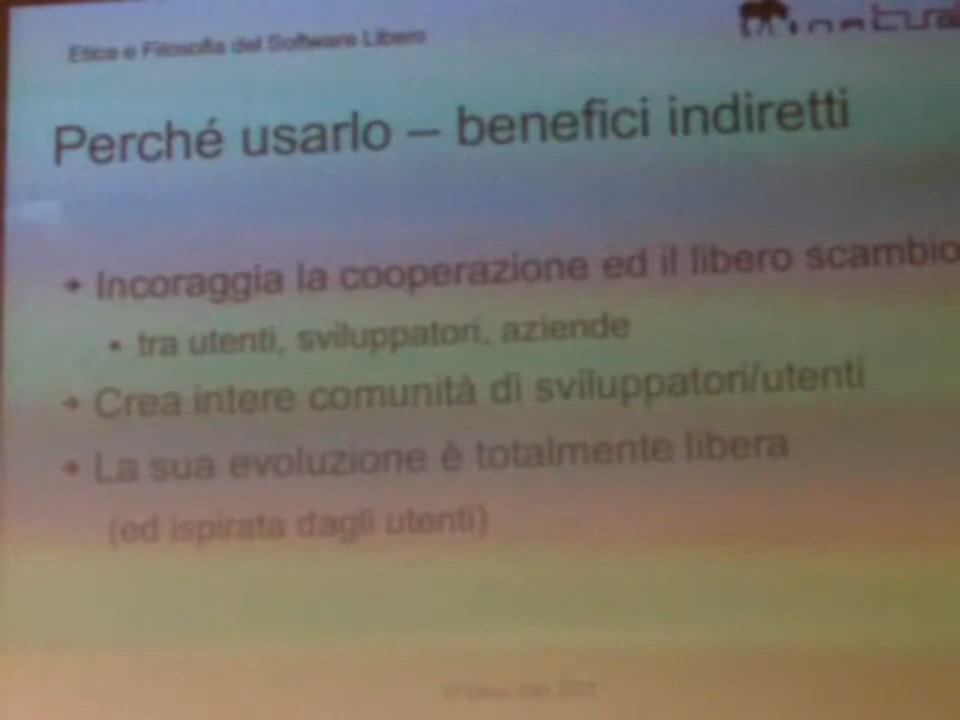 Etica e Filosofia del Software Libero
Perché usarlo – benefici indiretti
Incoraggia la cooperazione ed il libero scambio
tra utenti, sviluppatori, aziende
Crea intere comunità di sviluppatori/utenti
La sua evoluzione è totalmente libera
(ed ispirata dagli utenti)